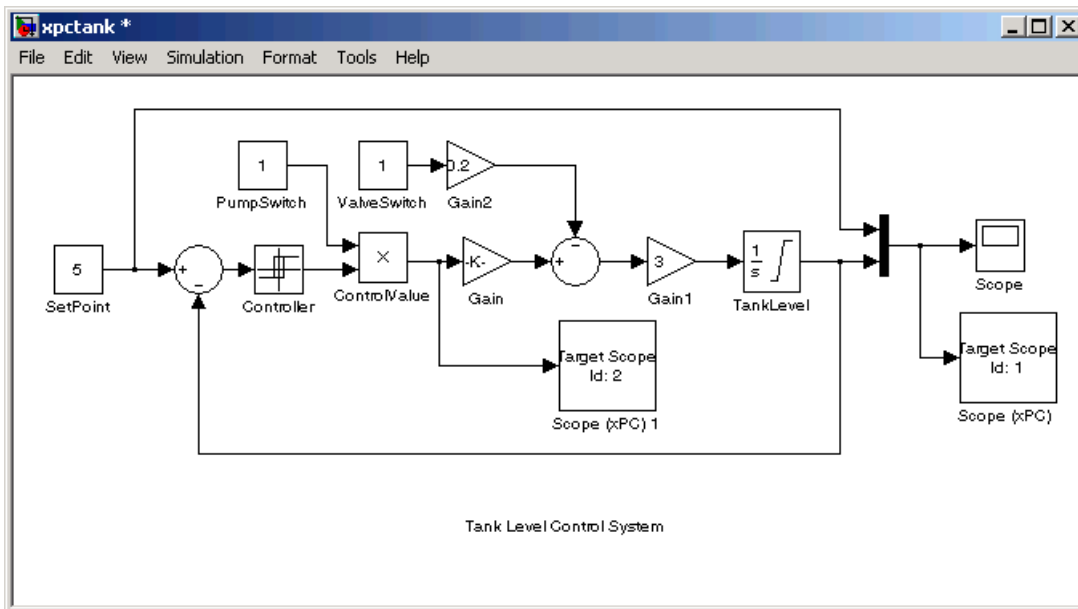 xpctank *
File Edit View Simulation Format Tools Help
1
PumpSwitch
1
ValveSwitch
0.2
Gain2
5
SetPoint
+
−
Controller
×
ControlValue
-K-
Gain
+
−
3
Gain1
1
s
TankLevel
Scope
Target Scope
Id: 2
Scope (xPC) 1
Target Scope
Id: 1
Scope (xPC)
Tank Level Control System